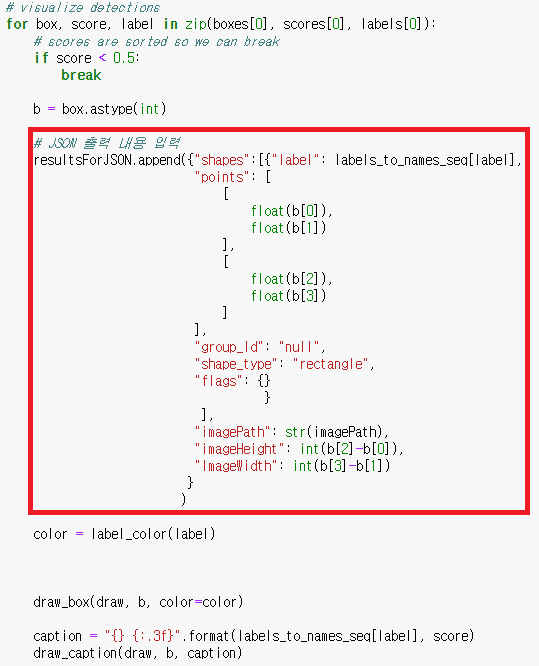 # visualize detections
for box, score, label in zip(boxes[0], scores[0], labels[0]):
    # scores are sorted so we can break
    if score < 0.5:
        break

    b = box.astype(int)

    # JSON 출력 내용 입력
    resultsForJSON.append({"shapes":[{"label": labels_to_names_seq[label],
                           "points": [
                               [
                                   float(b[0]),
                                   float(b[1])
                               ],
                               [
                                   float(b[2]),
                                   float(b[3])
                               ]
                           ],
                           "group_Id": "null",
                           "shape_type": "rectangle",
                           "flags": {}
                                     }
                            ],
                           "imagePath": str(imagePath),
                           "imageHeight": int(b[2]-b[0]),
                           "ImageWidth": int(b[3]-b[1])
                          }
                         )

    color = label_color(label)

    draw_box(draw, b, color=color)

    caption = "{} {:.3f}".format(labels_to_names_seq[label], score)
    draw_caption(draw, b, caption)